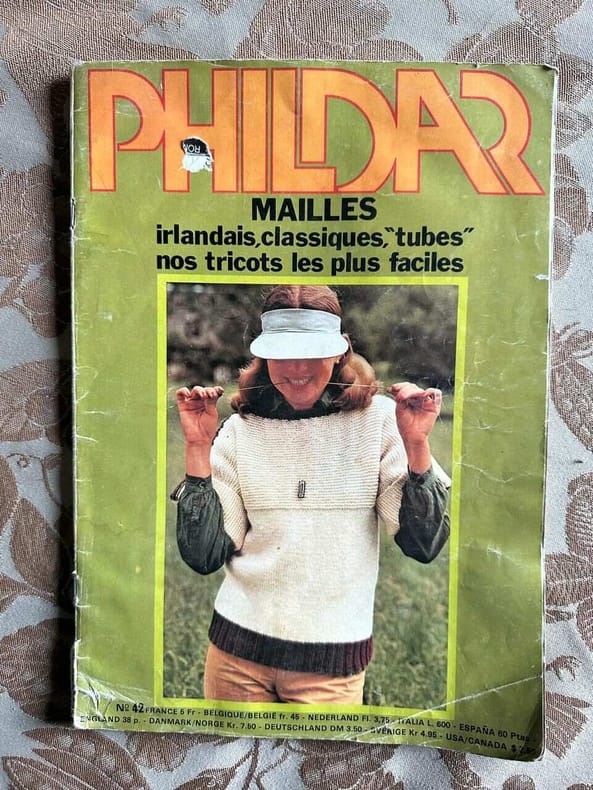 PHILDAR
MAILLES
irlandais, classiques, "tubes"
nos tricots les plus faciles
Nº 42 FRANCE 6 Fr - BELGIQUE/BELGIË fr. 45 - NEDERLAND Fl. 3,75 - ITALIA L. 600 - ESPAÑA 60 Ptas -
ENGLAND 38 p. - DANMARK/NORGE Kr. 7.50 - DEUTSCHLAND DM 3.50 - SVERIGE Kr 4.95 - USA/CANADA $